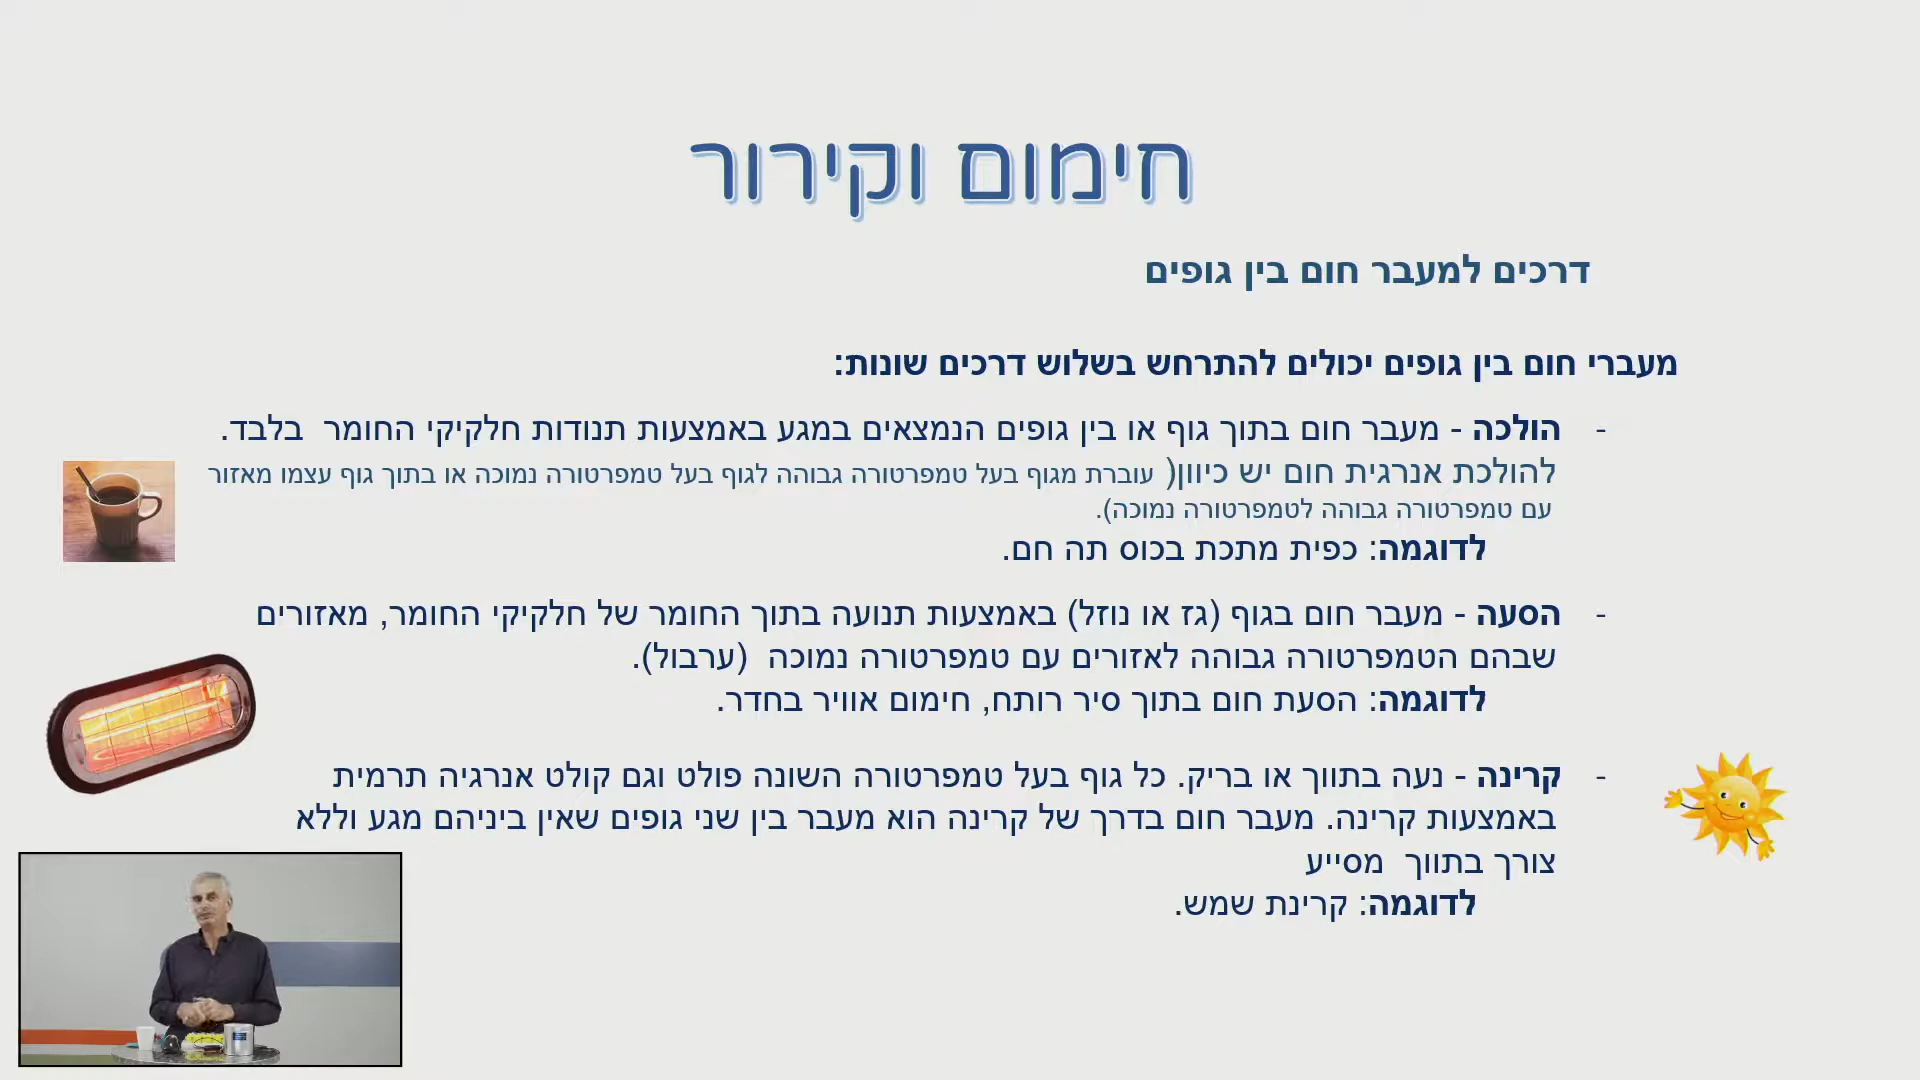 חימום וקירור
דרכים למעבר חום בין גופים
מעברי חום בין גופים יכולים להתרחש בשלוש דרכים שונות:
- הולכה - מעבר חום בתוך גוף או בין גופים הנמצאים במגע באמצעות תנודות חלקיקי החומר בלבד.
להולכת אנרגית חום יש כיוון( עוברת מגוף בעל טמפרטורה גבוהה לגוף בעל טמפרטורה נמוכה או בתוך גוף עצמו מאזור
עם טמפרטורה גבוהה לטמפרטורה נמוכה).
לדוגמה: כפית מתכת בכוס תה חם.
- הסעה - מעבר חום בגוף (גז או נוזל) באמצעות תנועה בתוך החומר של חלקיקי החומר, מאזורים
שבהם הטמפרטורה גבוהה לאזורים עם טמפרטורה נמוכה (ערבול).
לדוגמה: הסעת חום בתוך סיר רותח, חימום אוויר בחדר.
- קרינה - נעה בתווך או בריק. כל גוף בעל טמפרטורה השונה פולט וגם קולט אנרגיה תרמית
באמצעות קרינה. מעבר חום בדרך של קרינה הוא מעבר בין שני גופים שאין ביניהם מגע וללא
צורך בתווך מסייע
לדוגמה: קרינת שמש.